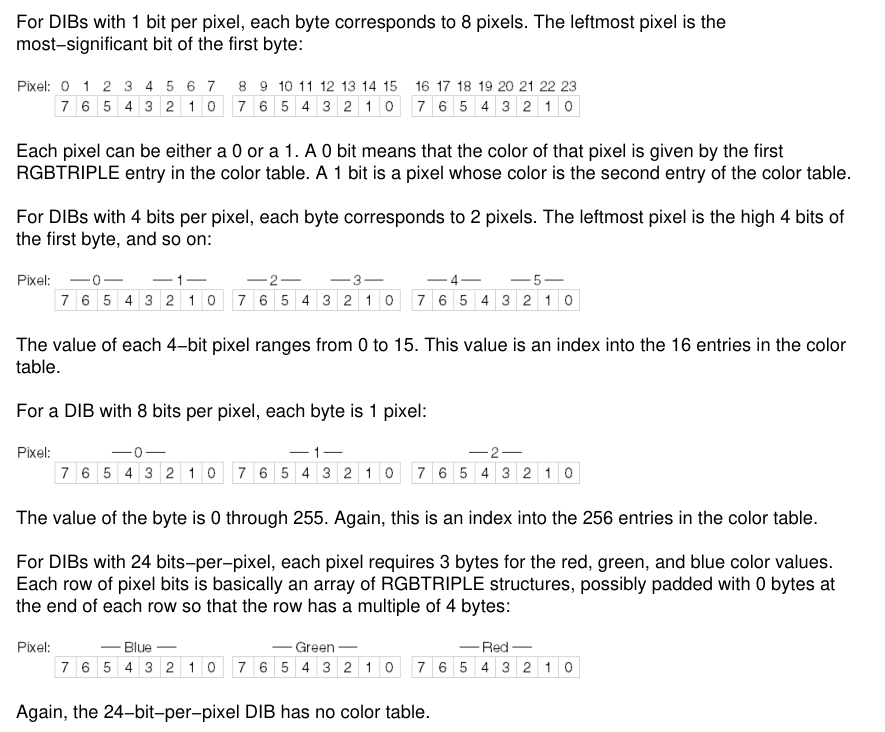 For DIBs with 1 bit per pixel, each byte corresponds to 8 pixels. The leftmost pixel is the
most−significant bit of the first byte:
Pixel: 0 1 2 3 4 5 6 7 8 9 10 11 12 13 14 15 16 17 18 19 20 21 22 23
7 6 5 4 3 2 1 0 7 6 5 4 3 2 1 0 7 6 5 4 3 2 1 0
Each pixel can be either a 0 or a 1. A 0 bit means that the color of that pixel is given by the first
RGBTRIPLE entry in the color table. A 1 bit is a pixel whose color is the second entry of the color table.
For DIBs with 4 bits per pixel, each byte corresponds to 2 pixels. The leftmost pixel is the high 4 bits of
the first byte, and so on:
Pixel: —0— —1— —2— —3— —4— —5—
7 6 5 4 3 2 1 0 7 6 5 4 3 2 1 0 7 6 5 4 3 2 1 0
The value of each 4−bit pixel ranges from 0 to 15. This value is an index into the 16 entries in the color
table.
For a DIB with 8 bits per pixel, each byte is 1 pixel:
Pixel: —0— —1— —2—
7 6 5 4 3 2 1 0 7 6 5 4 3 2 1 0 7 6 5 4 3 2 1 0
The value of the byte is 0 through 255. Again, this is an index into the 256 entries in the color table.
For DIBs with 24 bits−per−pixel, each pixel requires 3 bytes for the red, green, and blue color values.
Each row of pixel bits is basically an array of RGBTRIPLE structures, possibly padded with 0 bytes at
the end of each row so that the row has a multiple of 4 bytes:
Pixel: — Blue — — Green — — Red —
7 6 5 4 3 2 1 0 7 6 5 4 3 2 1 0 7 6 5 4 3 2 1 0
Again, the 24−bit−per−pixel DIB has no color table.